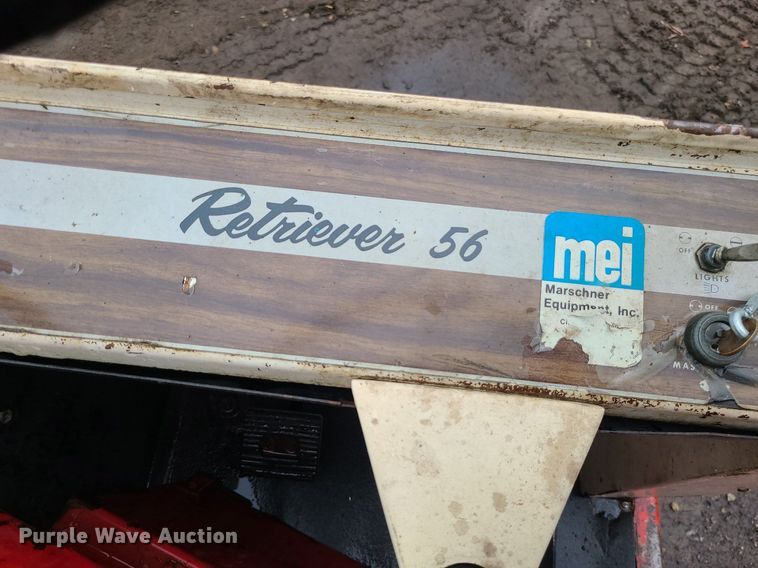 Retriever 56
mei
Marschner
Equipment, Inc.
OFF
LIGHTS
OFF
Purple Wave Auction